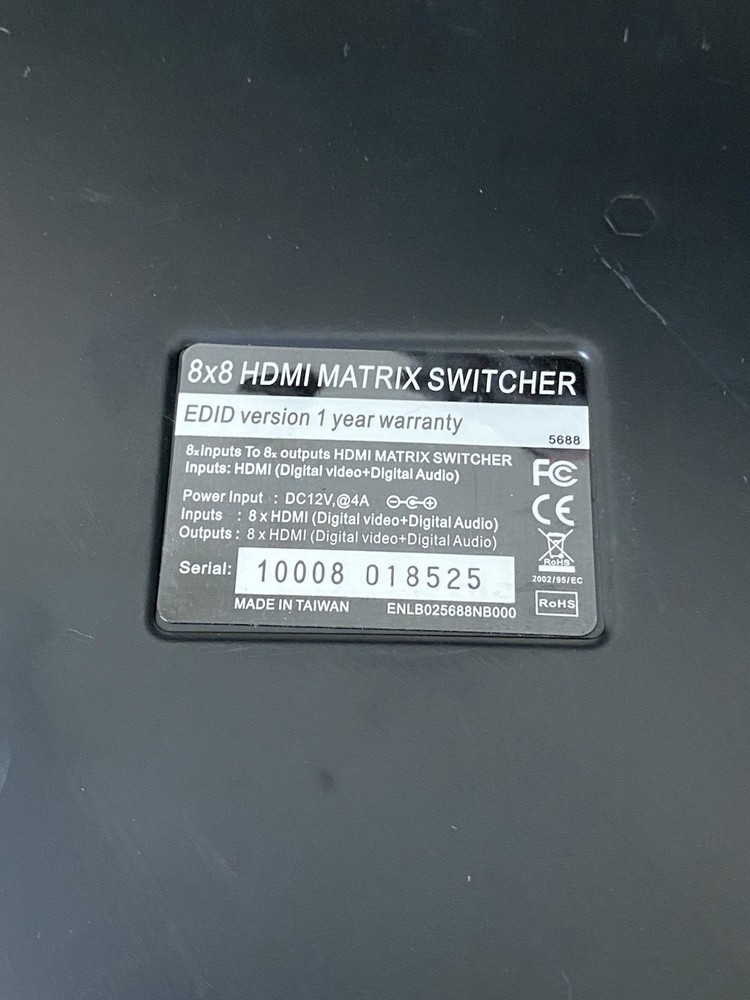 8x8 HDMI MATRIX SWITCHER
EDID version 1 year warranty
5688
8xinputs To 8x outputs HDMI MATRIX SWITCHER
Inputs: HDMI (Digital video+Digital Audio)
FC
Power Input : DC12V,@4A
CE
Inputs : 8 x HDMI (Digital video+Digital Audio)
Outputs : 8 x HDMI (Digital video+Digital Audio)
RoHS
2002/95/EC
Serial: 10008 018525
RoHS
MADE IN TAIWAN ENLB025688NB000